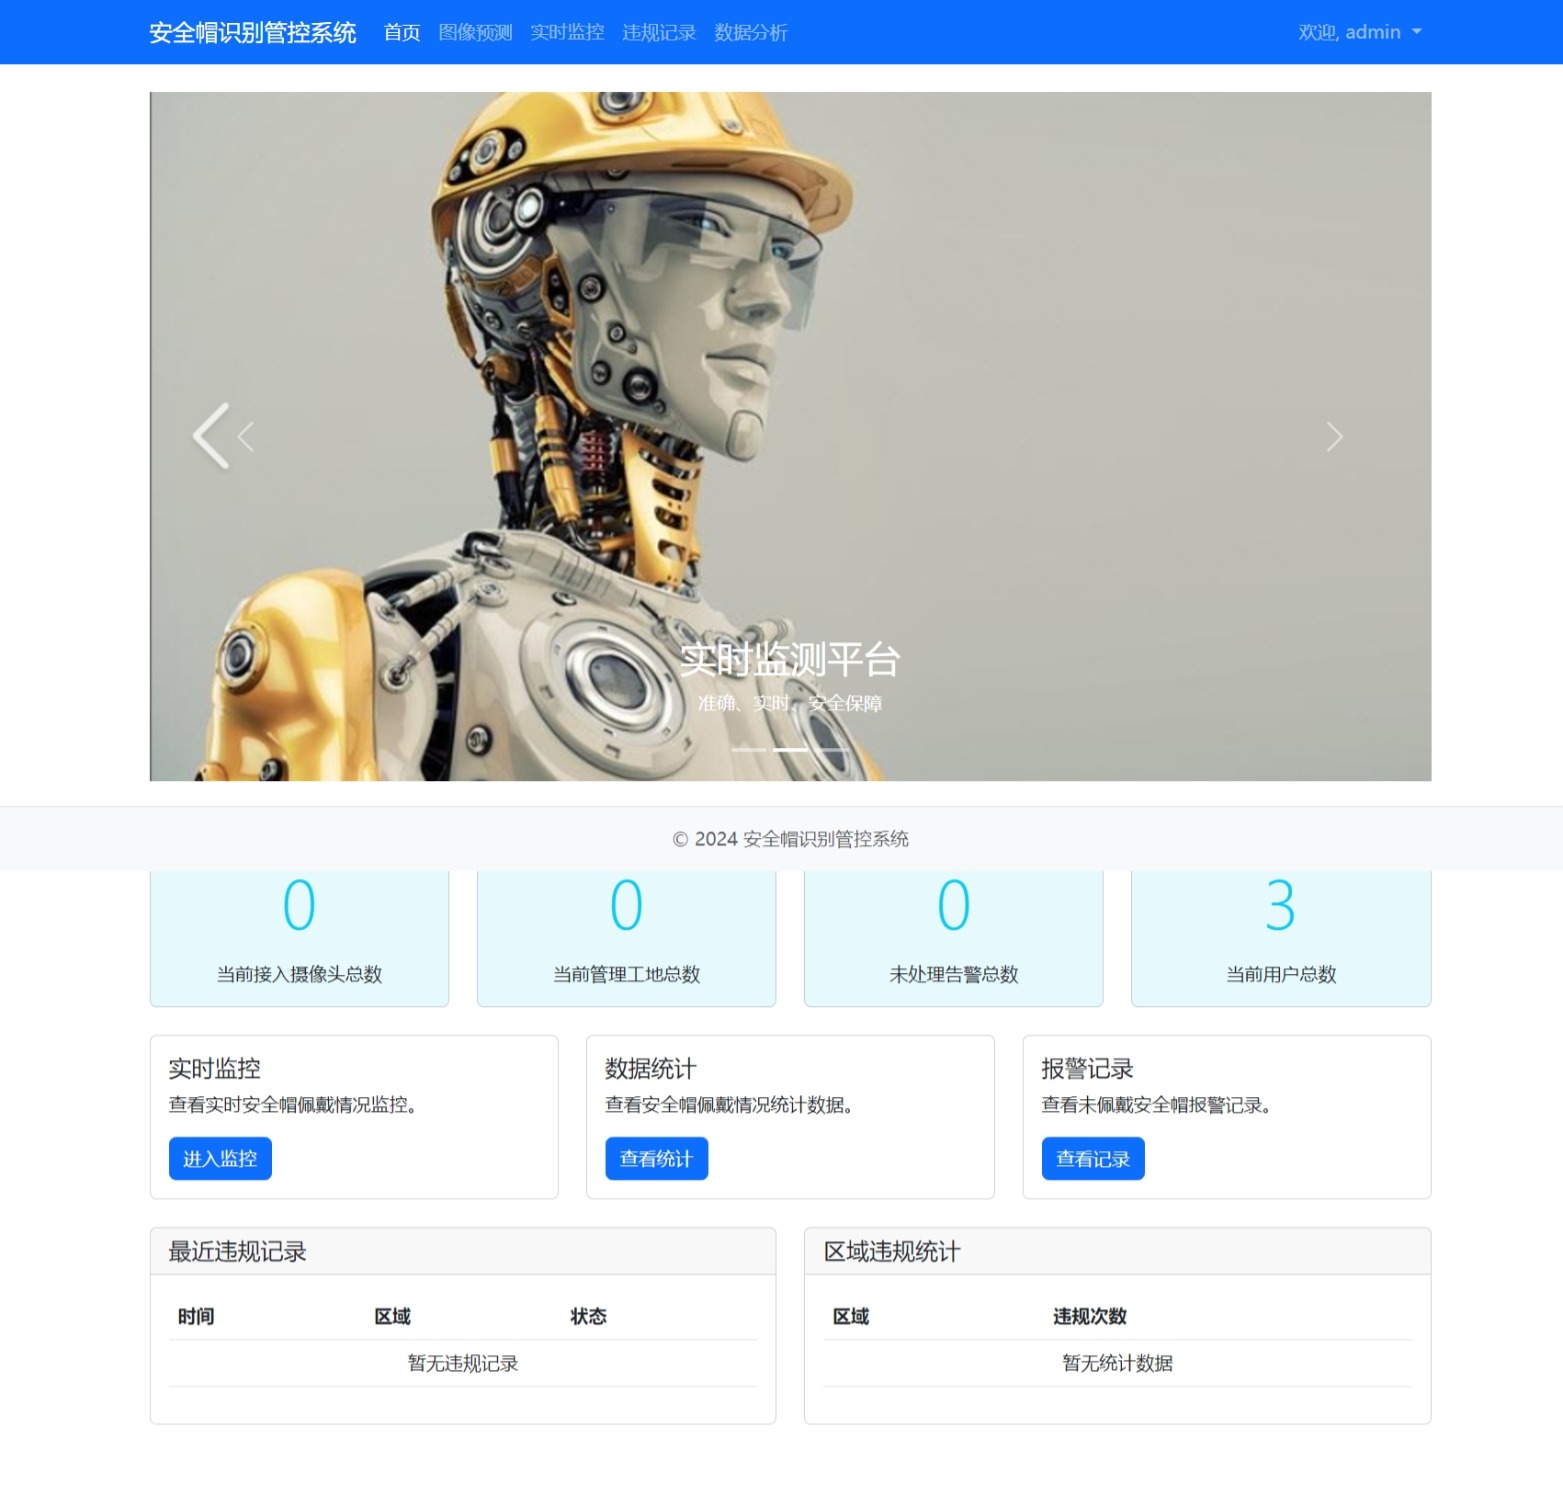 安全帽识别管控系统 首页 图像预测 实时监控 违规记录 数据分析 欢迎, admin
实时监测平台
准确、实时、安全保障
© 2024 安全帽识别管控系统
0 0 0 3
当前接入摄像头总数 当前管理工地总数 未处理告警总数 当前用户总数
实时监控
查看实时安全帽佩戴情况监控。
进入监控
数据统计
查看安全帽佩戴情况统计数据。
查看统计
报警记录
查看未佩戴安全帽报警记录。
查看记录
最近违规记录
时间 区域 状态
暂无违规记录
区域违规统计
区域 违规次数
暂无统计数据